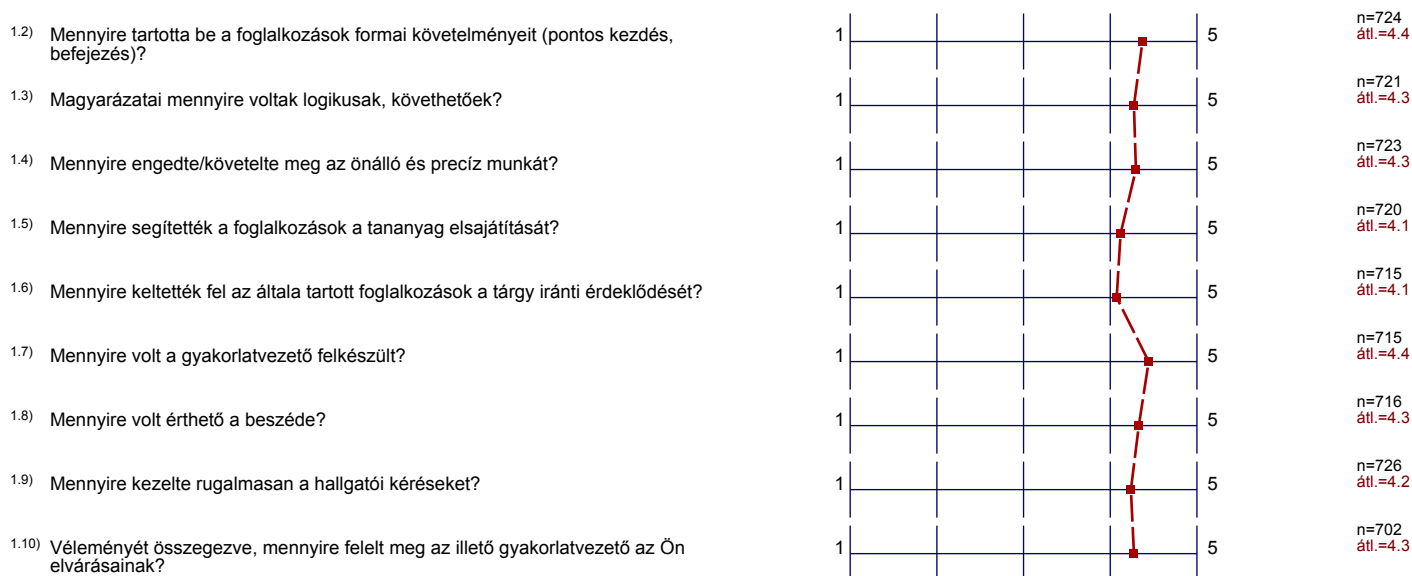 1.2) Mennyire tartotta be a foglalkozások formai követelményeit (pontos kezdés,
befejezés)?
1 5
n=724
átl.=4.4
1.3) Magyarázatai mennyire voltak logikusak, követhetőek?
1 5
n=721
átl.=4.3
1.4) Mennyire engedte/követelte meg az önálló és precíz munkát?
1 5
n=723
átl.=4.3
1.5) Mennyire segítették a foglalkozások a tananyag elsajátítását?
1 5
n=720
átl.=4.1
1.6) Mennyire keltették fel az általa tartott foglalkozások a tárgy iránti érdeklődését?
1 5
n=715
átl.=4.1
1.7) Mennyire volt a gyakorlatvezető felkészült?
1 5
n=715
átl.=4.4
1.8) Mennyire volt érthető a beszéde?
1 5
n=716
átl.=4.3
1.9) Mennyire kezelte rugalmasan a hallgatói kéréseket?
1 5
n=726
átl.=4.2
1.10) Véleményét összegezve, mennyire felelt meg az illető gyakorlatvezető az Ön
elvárásainak?
1 5
n=702
átl.=4.3